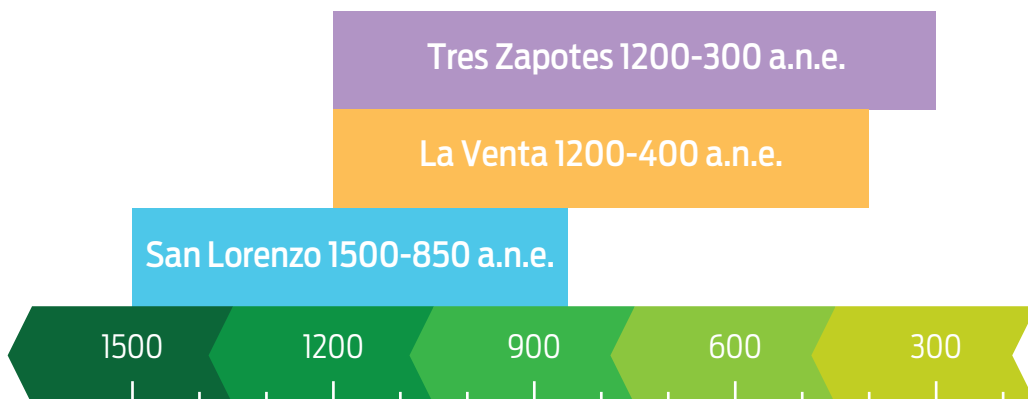 Tres Zapotes 1200-300 a.n.e.
La Venta 1200-400 a.n.e.
San Lorenzo 1500-850 a.n.e.
1500 1200 900 600 300